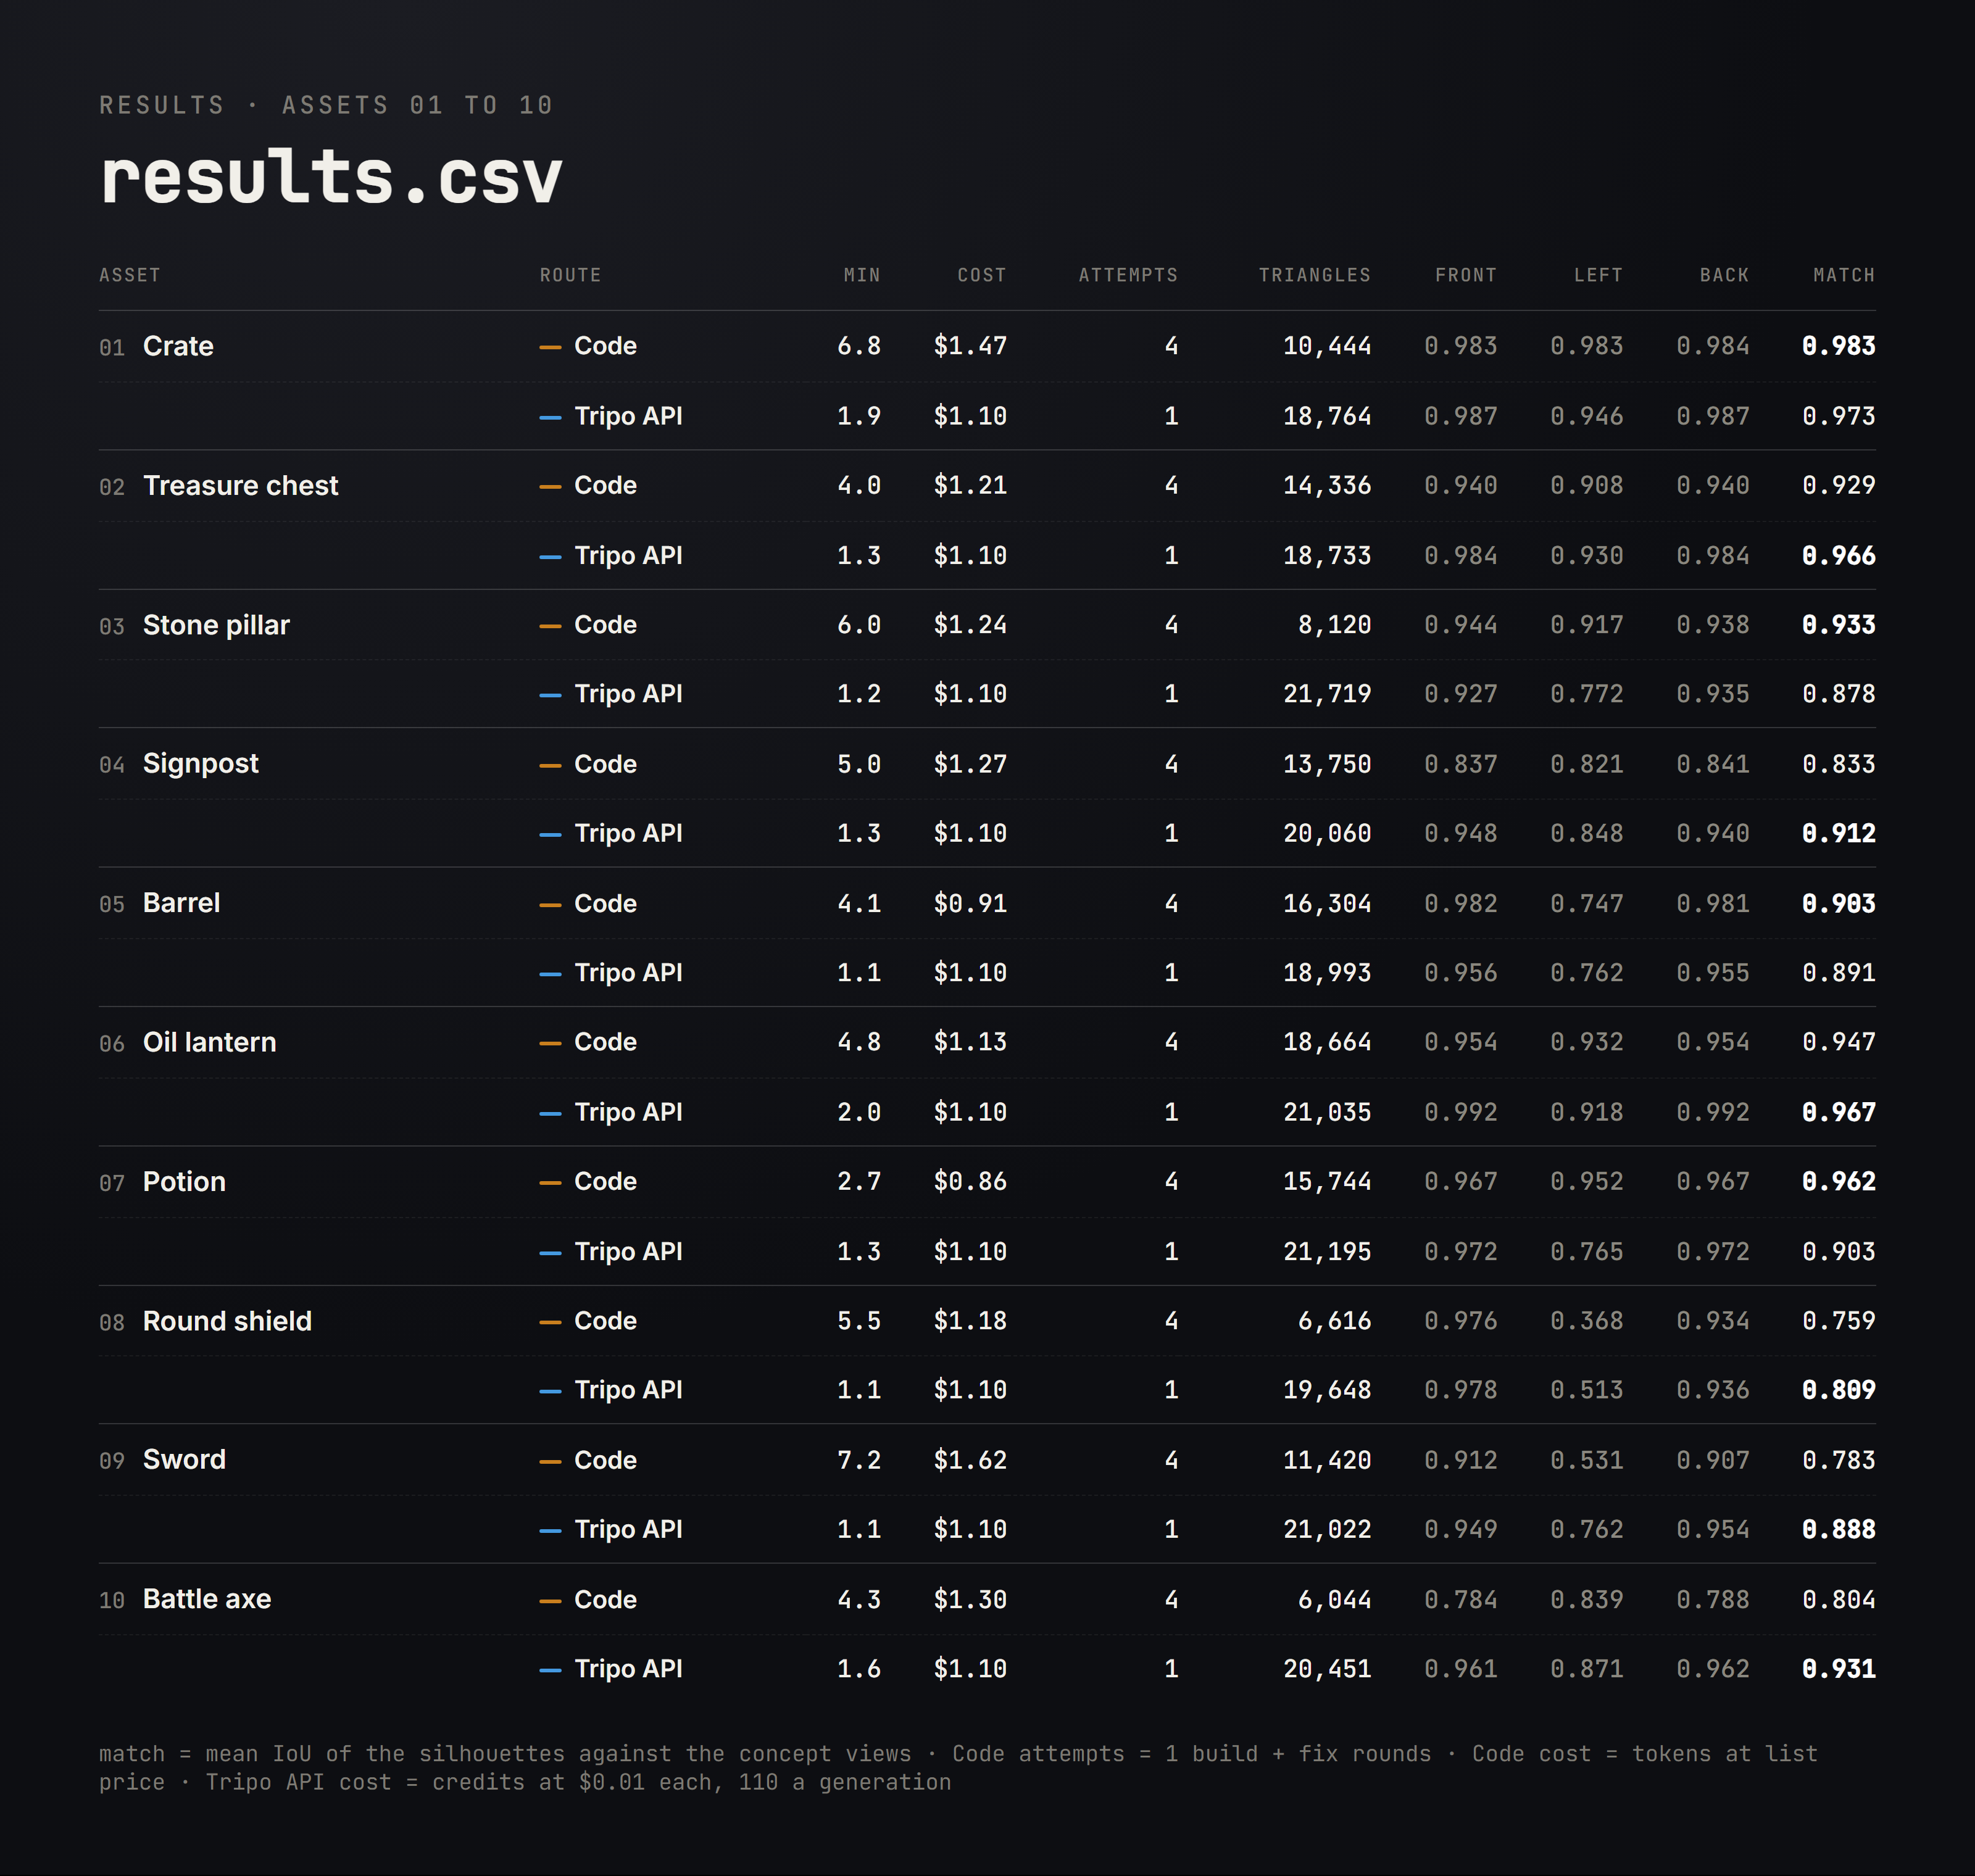 RESULTS · ASSETS 01 TO 10
results.csv
ASSET ROUTE MIN COST ATTEMPTS TRIANGLES FRONT LEFT BACK MATCH
01 Crate Code 6.8 $1.47 4 10,444 0.983 0.983 0.984 0.983
Tripo API 1.9 $1.10 1 18,764 0.987 0.946 0.987 0.973
02 Treasure chest Code 4.0 $1.21 4 14,336 0.940 0.908 0.940 0.929
Tripo API 1.3 $1.10 1 18,733 0.984 0.930 0.984 0.966
03 Stone pillar Code 6.0 $1.24 4 8,120 0.944 0.917 0.938 0.933
Tripo API 1.2 $1.10 1 21,719 0.927 0.772 0.935 0.878
04 Signpost Code 5.0 $1.27 4 13,750 0.837 0.821 0.841 0.833
Tripo API 1.3 $1.10 1 20,060 0.948 0.848 0.940 0.912
05 Barrel Code 4.1 $0.91 4 16,304 0.982 0.747 0.981 0.903
Tripo API 1.1 $1.10 1 18,993 0.956 0.762 0.955 0.891
06 Oil lantern Code 4.8 $1.13 4 18,664 0.954 0.932 0.954 0.947
Tripo API 2.0 $1.10 1 21,035 0.992 0.918 0.992 0.967
07 Potion Code 2.7 $0.86 4 15,744 0.967 0.952 0.967 0.962
Tripo API 1.3 $1.10 1 21,195 0.972 0.765 0.972 0.903
08 Round shield Code 5.5 $1.18 4 6,616 0.976 0.368 0.934 0.759
Tripo API 1.1 $1.10 1 19,648 0.978 0.513 0.936 0.809
09 Sword Code 7.2 $1.62 4 11,420 0.912 0.531 0.907 0.783
Tripo API 1.1 $1.10 1 21,022 0.949 0.762 0.954 0.888
10 Battle axe Code 4.3 $1.30 4 6,044 0.784 0.839 0.788 0.804
Tripo API 1.6 $1.10 1 20,451 0.961 0.871 0.962 0.931
match = mean IoU of the silhouettes against the concept views · Code attempts = 1 build + fix rounds · Code cost = tokens at list
price · Tripo API cost = credits at $0.01 each, 110 a generation